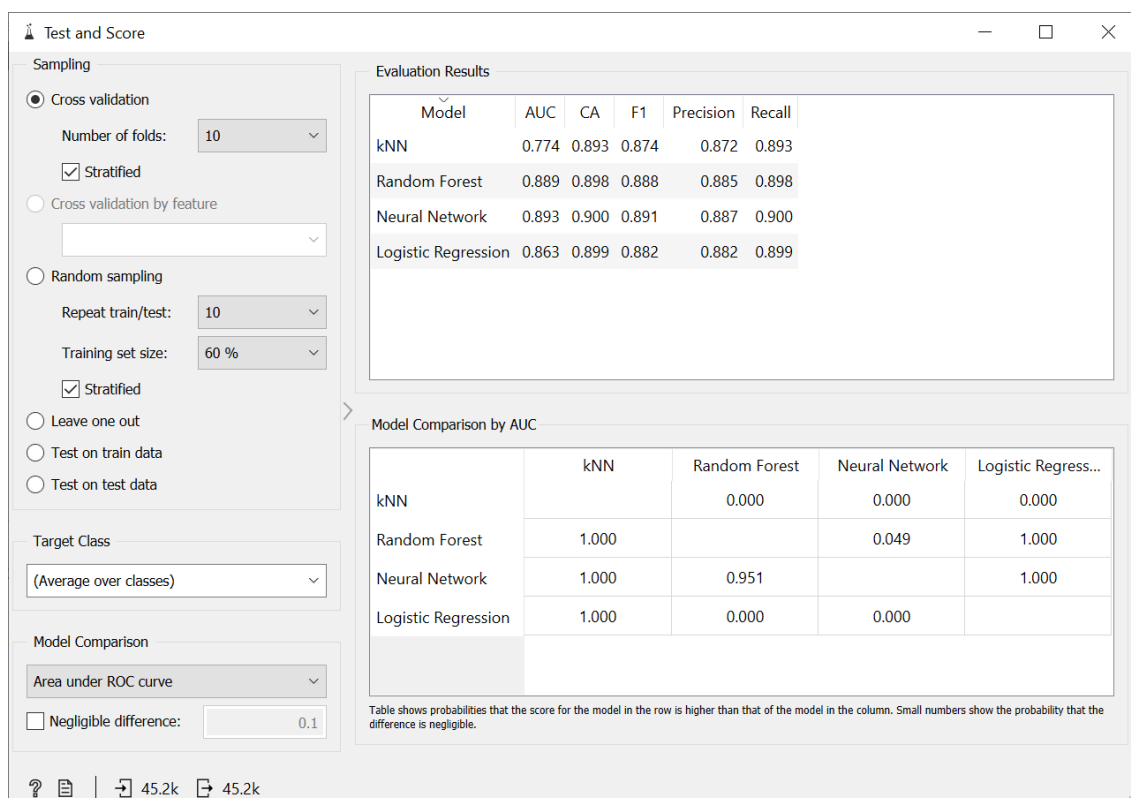 Test and Score
Sampling
Cross validation
Number of folds: 10
Stratified
Cross validation by feature
Random sampling
Repeat train/test: 10
Training set size: 60 %
Stratified
Leave one out
Test on train data
Test on test data
Target Class
(Average over classes)
Model Comparison
Area under ROC curve
Negligible difference: 0.1
? 45.2k 45.2k
Evaluation Results
Model AUC CA F1 Precision Recall
kNN 0.774 0.893 0.874 0.872 0.893
Random Forest 0.889 0.898 0.888 0.885 0.898
Neural Network 0.893 0.900 0.891 0.887 0.900
Logistic Regression 0.863 0.899 0.882 0.882 0.899
Model Comparison by AUC
kNN Random Forest Neural Network Logistic Regress...
kNN 0.000 0.000 0.000
Random Forest 1.000 0.049 1.000
Neural Network 1.000 0.951 1.000
Logistic Regression 1.000 0.000 0.000
Table shows probabilities that the score for the model in the row is higher than that of the model in the column. Small numbers show the probability that the
difference is negligible.